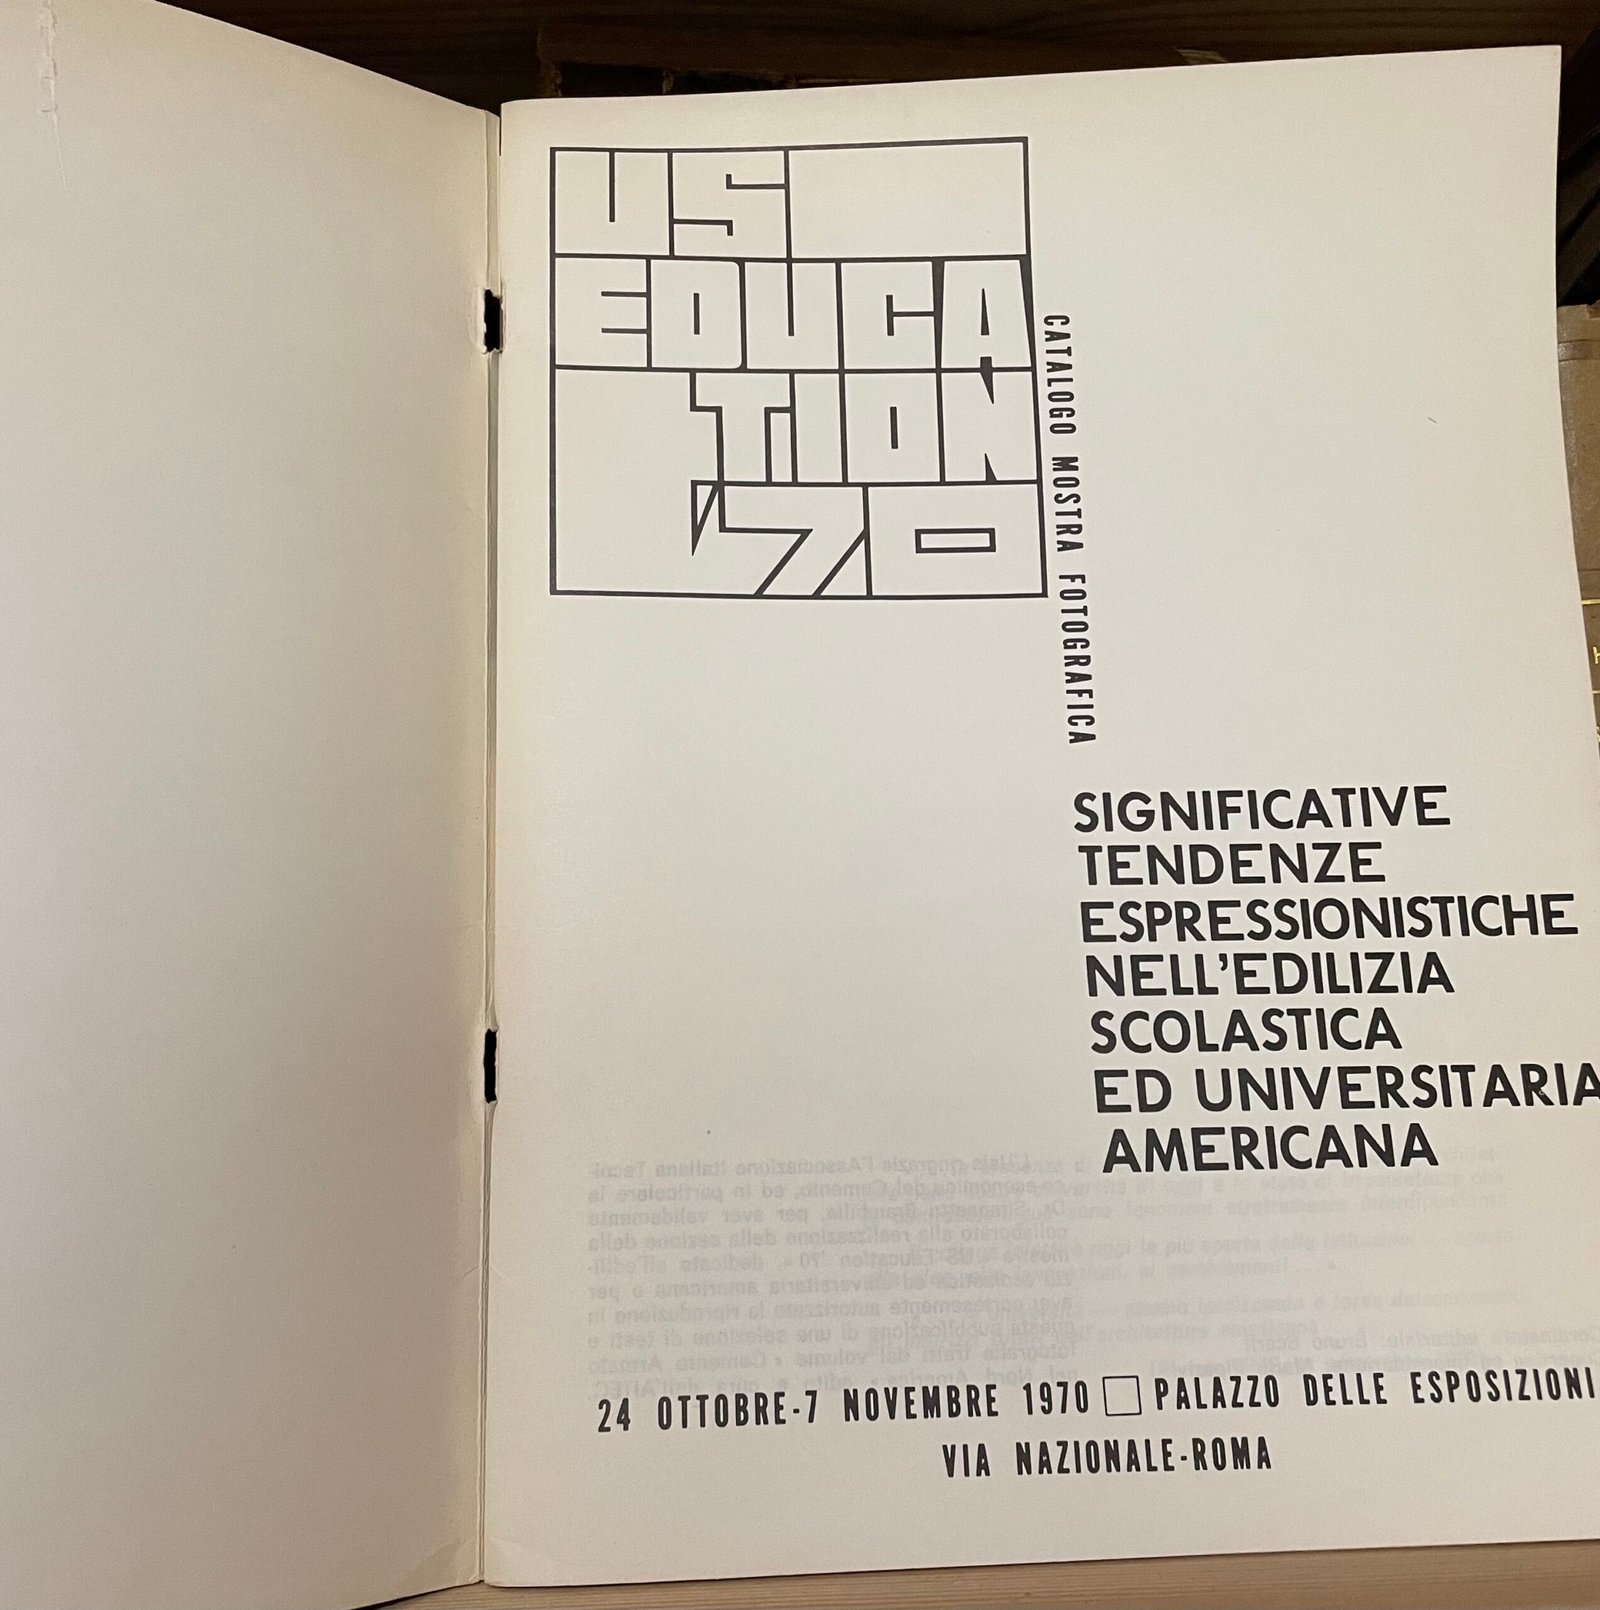 US
EDUCA
TION
'70
CATALOGO MOSTRA FOTOGRAFICA
SIGNIFICATIVE
TENDENZE
ESPRESSIONISTICHE
NELL'EDILIZIA
SCOLASTICA
ED UNIVERSITARIA
AMERICANA
24 OTTOBRE-7 NOVEMBRE 1970 PALAZZO DELLE ESPOSIZIONI
VIA NAZIONALE-ROMA